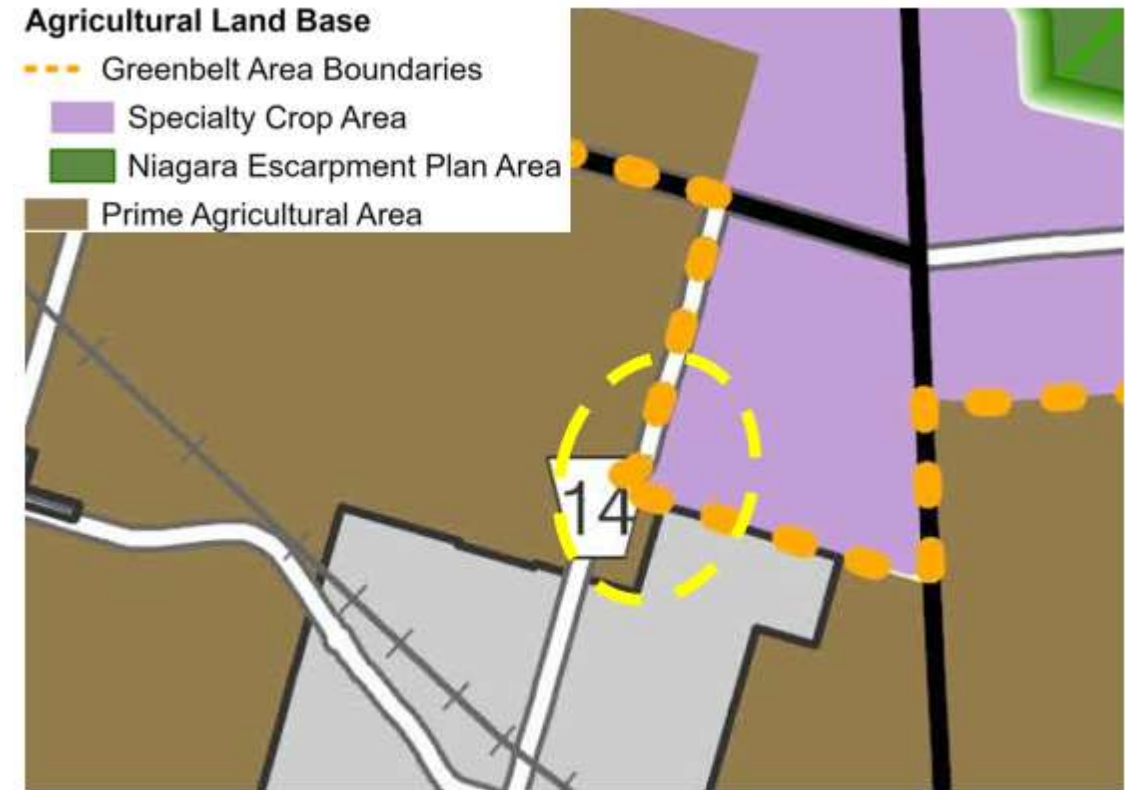 Agricultural Land Base
Greenbelt Area Boundaries
Specialty Crop Area
Niagara Escarpment Plan Area
Prime Agricultural Area
14